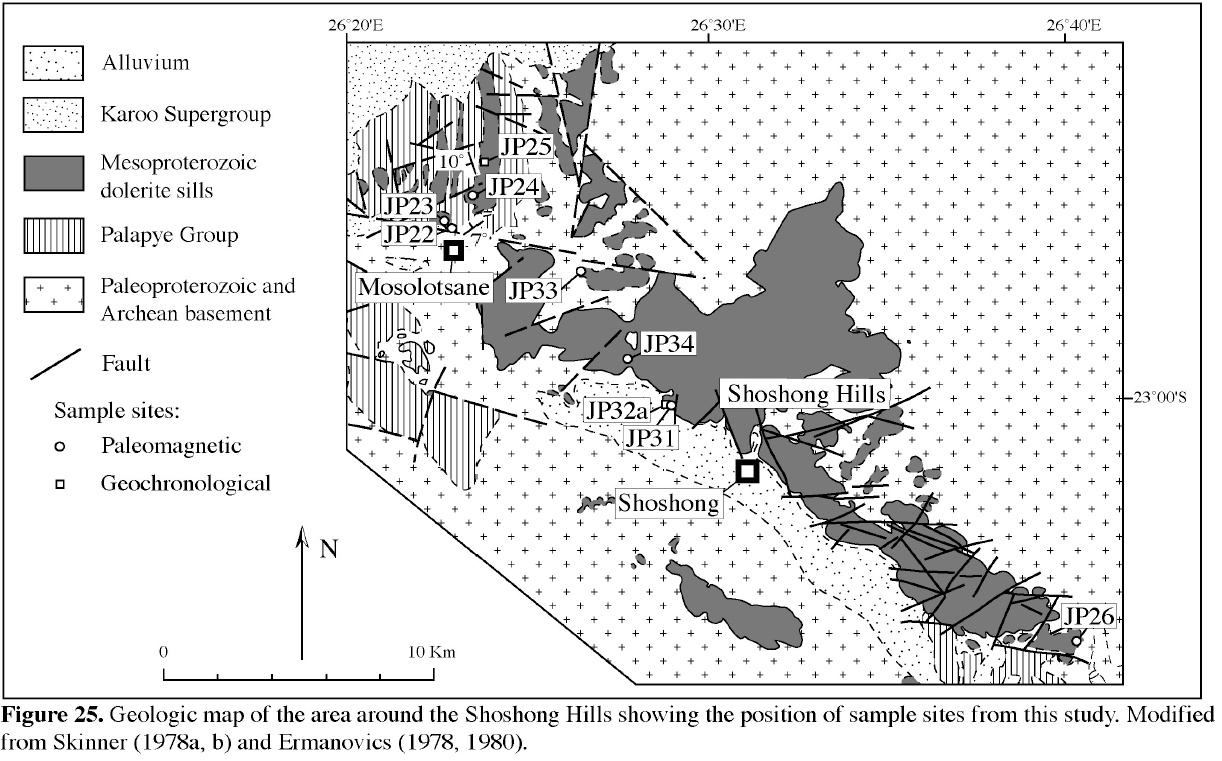 26°20'E
26°30'E
26°40'E
Alluvium
Karoo Supergroup
Mesoproterozoic
dolerite sills
Palapye Group
Paleoproterozoic and
Archean basement
Fault
Sample sites:
Paleomagnetic
Geochronological
JP25
10°
JP24
JP23
JP22
7°
Mosolotsane
JP33
JP34
Shoshong Hills
23°00'S
JP32a
JP31
Shoshong
N
JP26
0
10 Km
Figure 25. Geologic map of the area around the Shoshong Hills showing the position of sample sites from this study. Modified
from Skinner (1978a, b) and Ermanovics (1978, 1980).